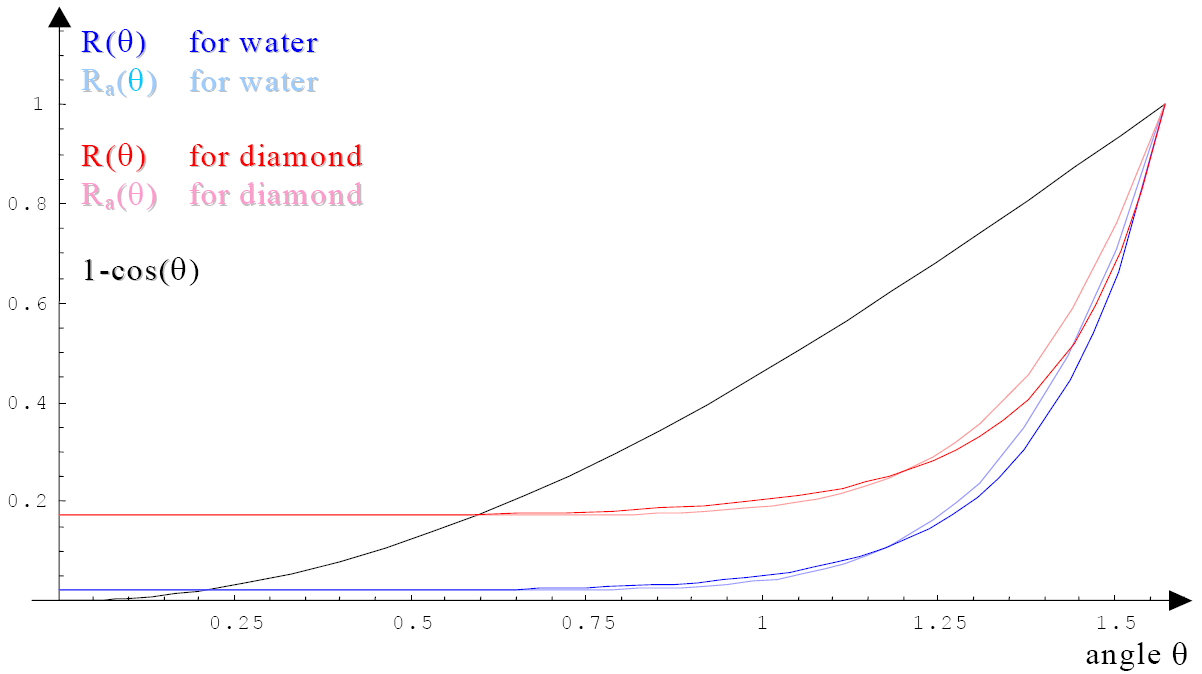 R(θ) for water
Rₐ(θ) for water
1
R(θ) for diamond
Rₐ(θ) for diamond
0.8
1-cos(θ)
0.6
0.4
0.2
0.25 0.5 0.75 1 1.25 1.5
angle θ